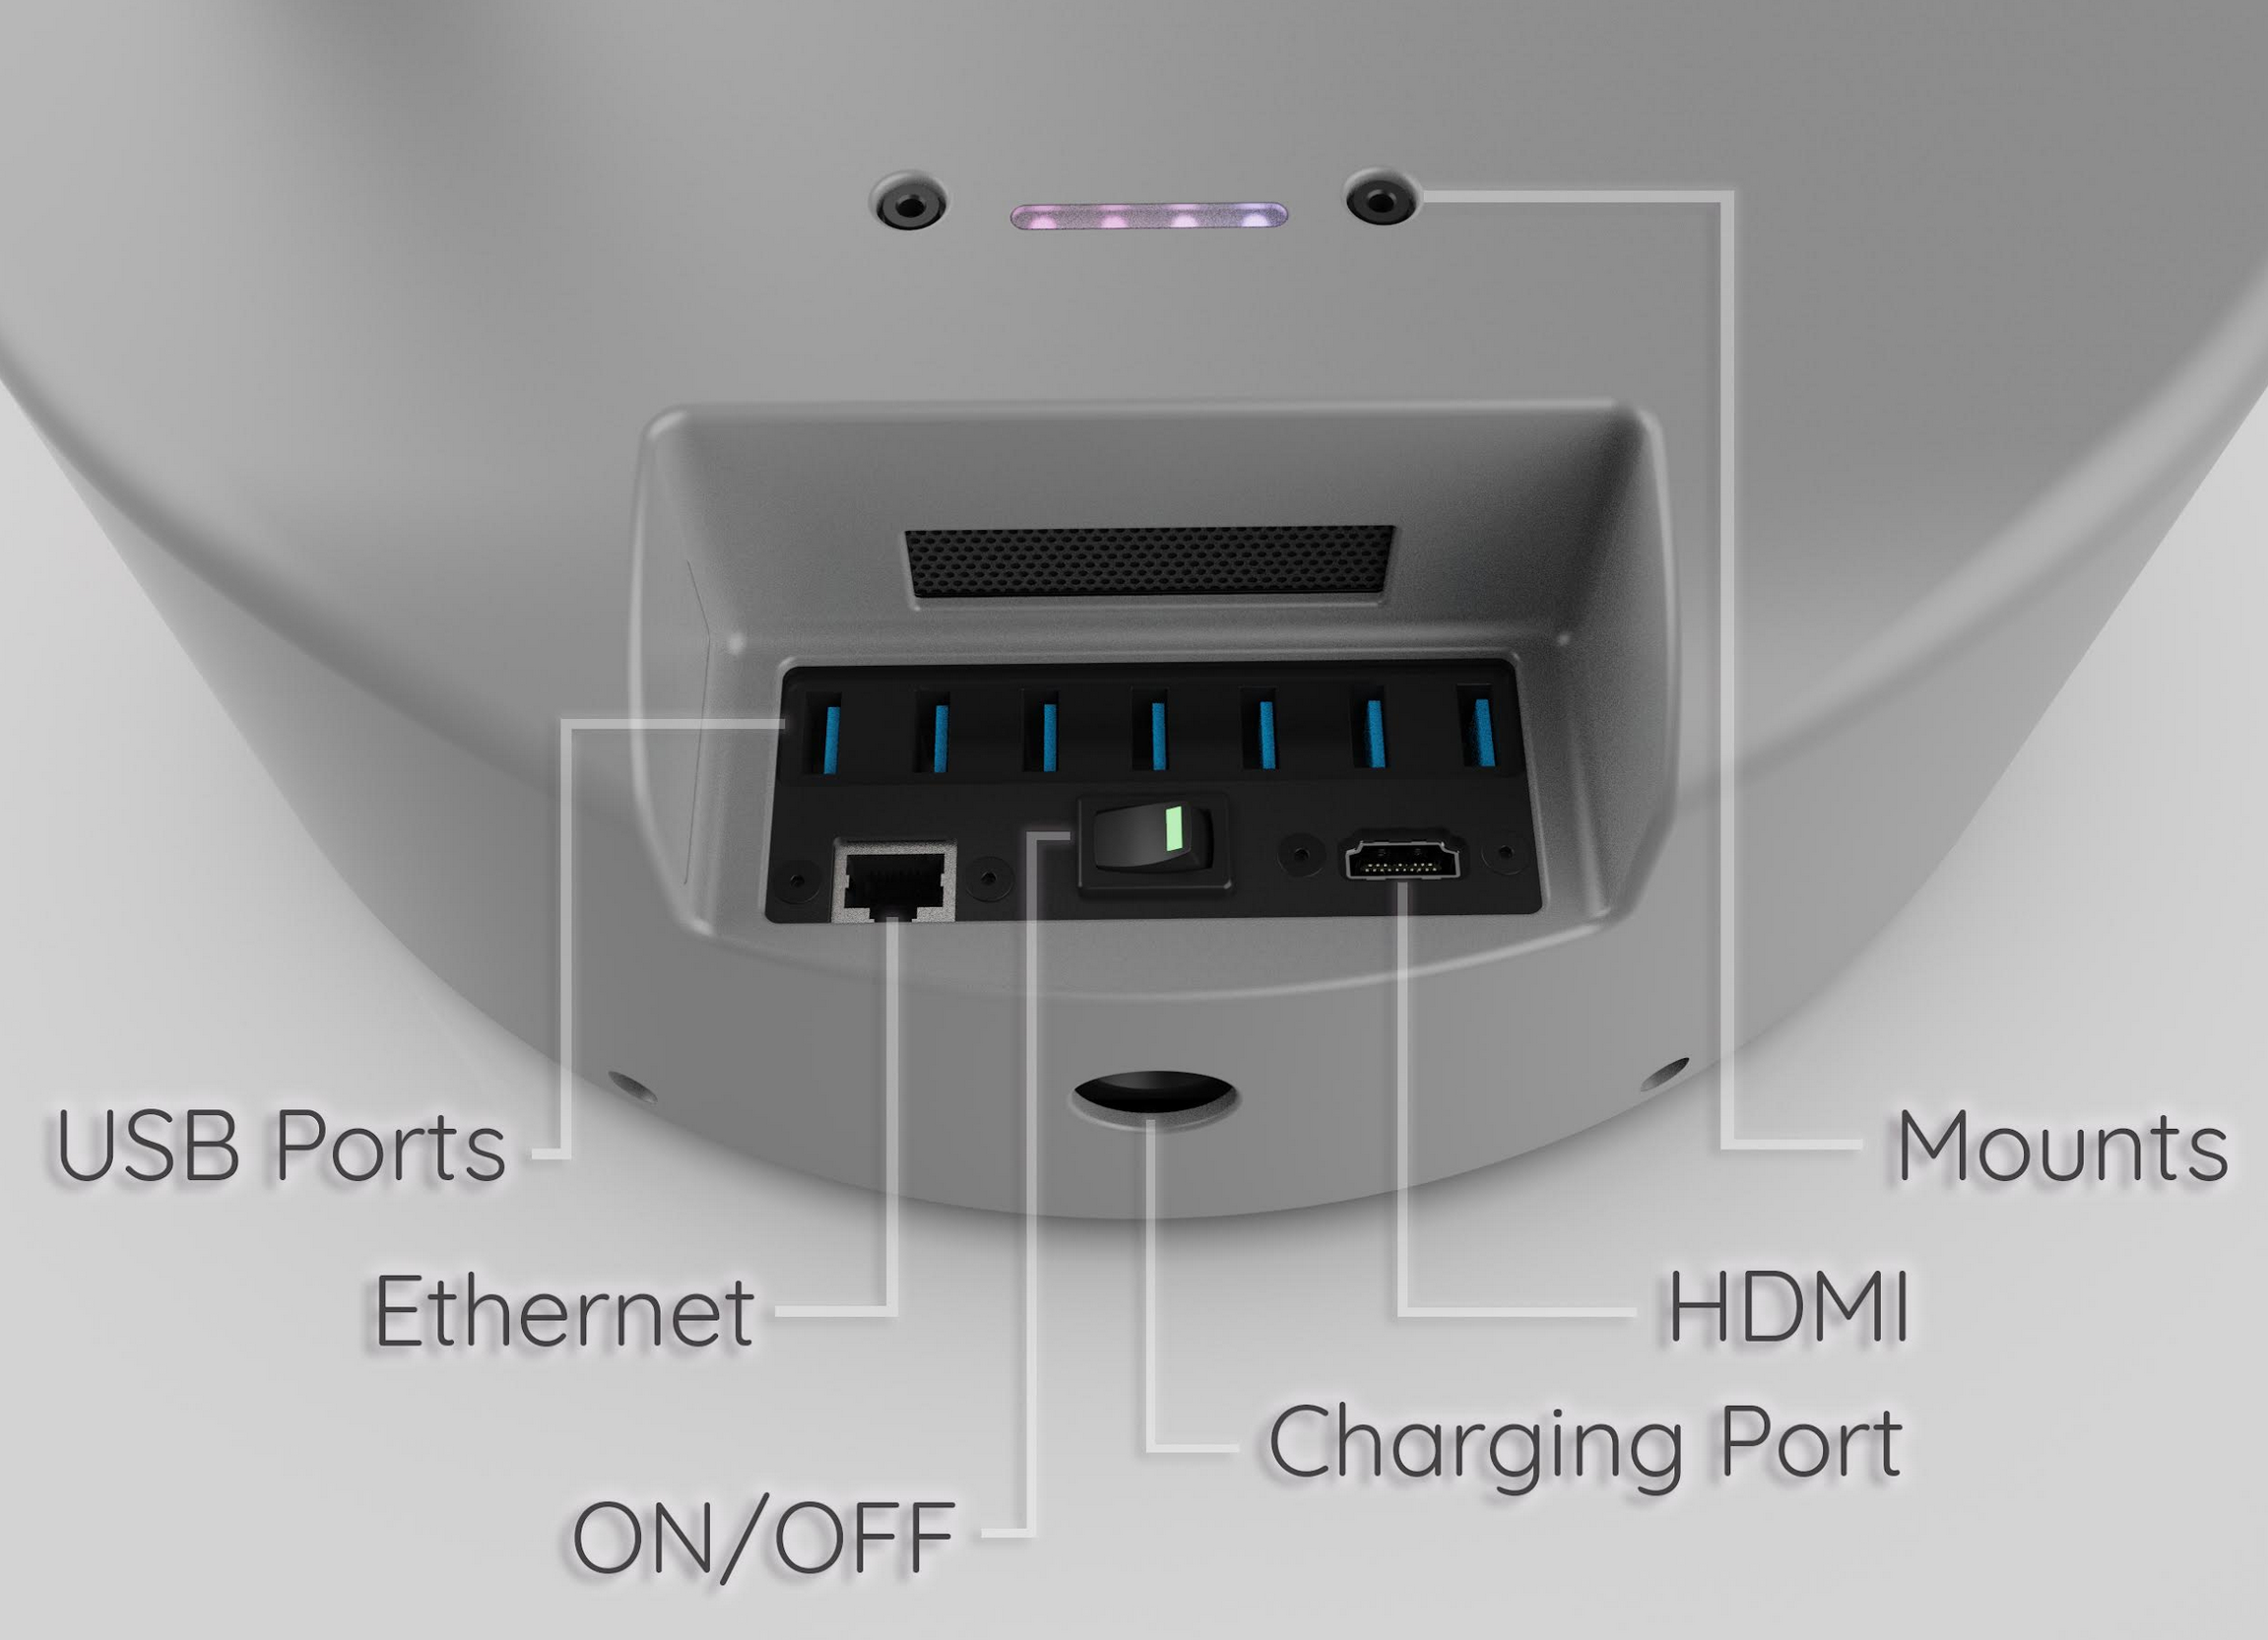 USB Ports
Mounts
Ethernet
HDMI
Charging Port
ON/OFF